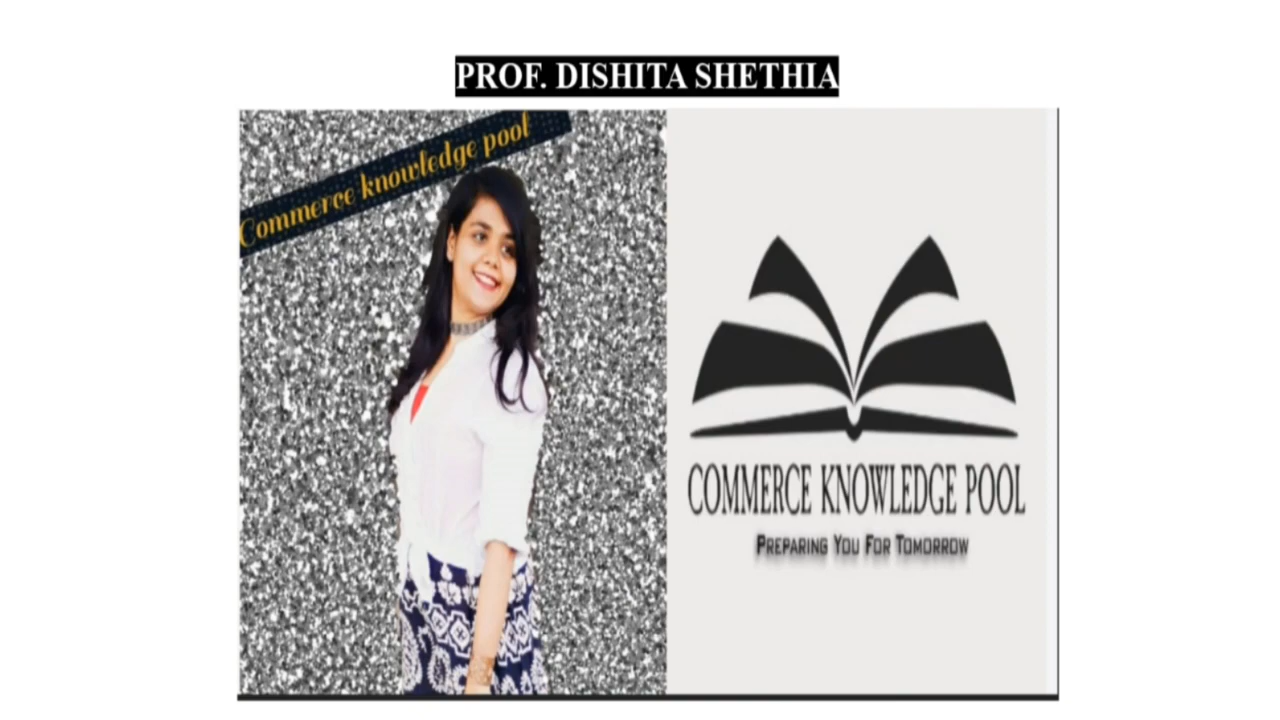 PROF. DISHITA SHETHIA
Commerce knowledge pool
COMMERCE KNOWLEDGE POOL
PREPARING YOU FOR TOMORROW